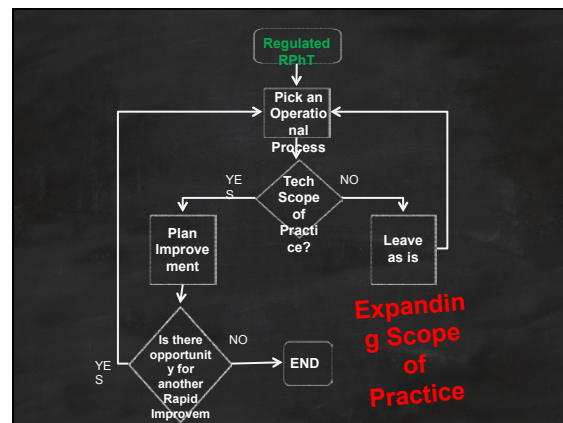 Regulated
RPhT
Pick an
Operatio
nal
Process
YE
S
Tech
Scope
of
Practi
ce?
NO
Plan
Improve
ment
Leave
as is
Expandin
g Scope
of
Practice
Is there
opportunit
y for
another
Rapid
Improvem
YE
S
NO
END